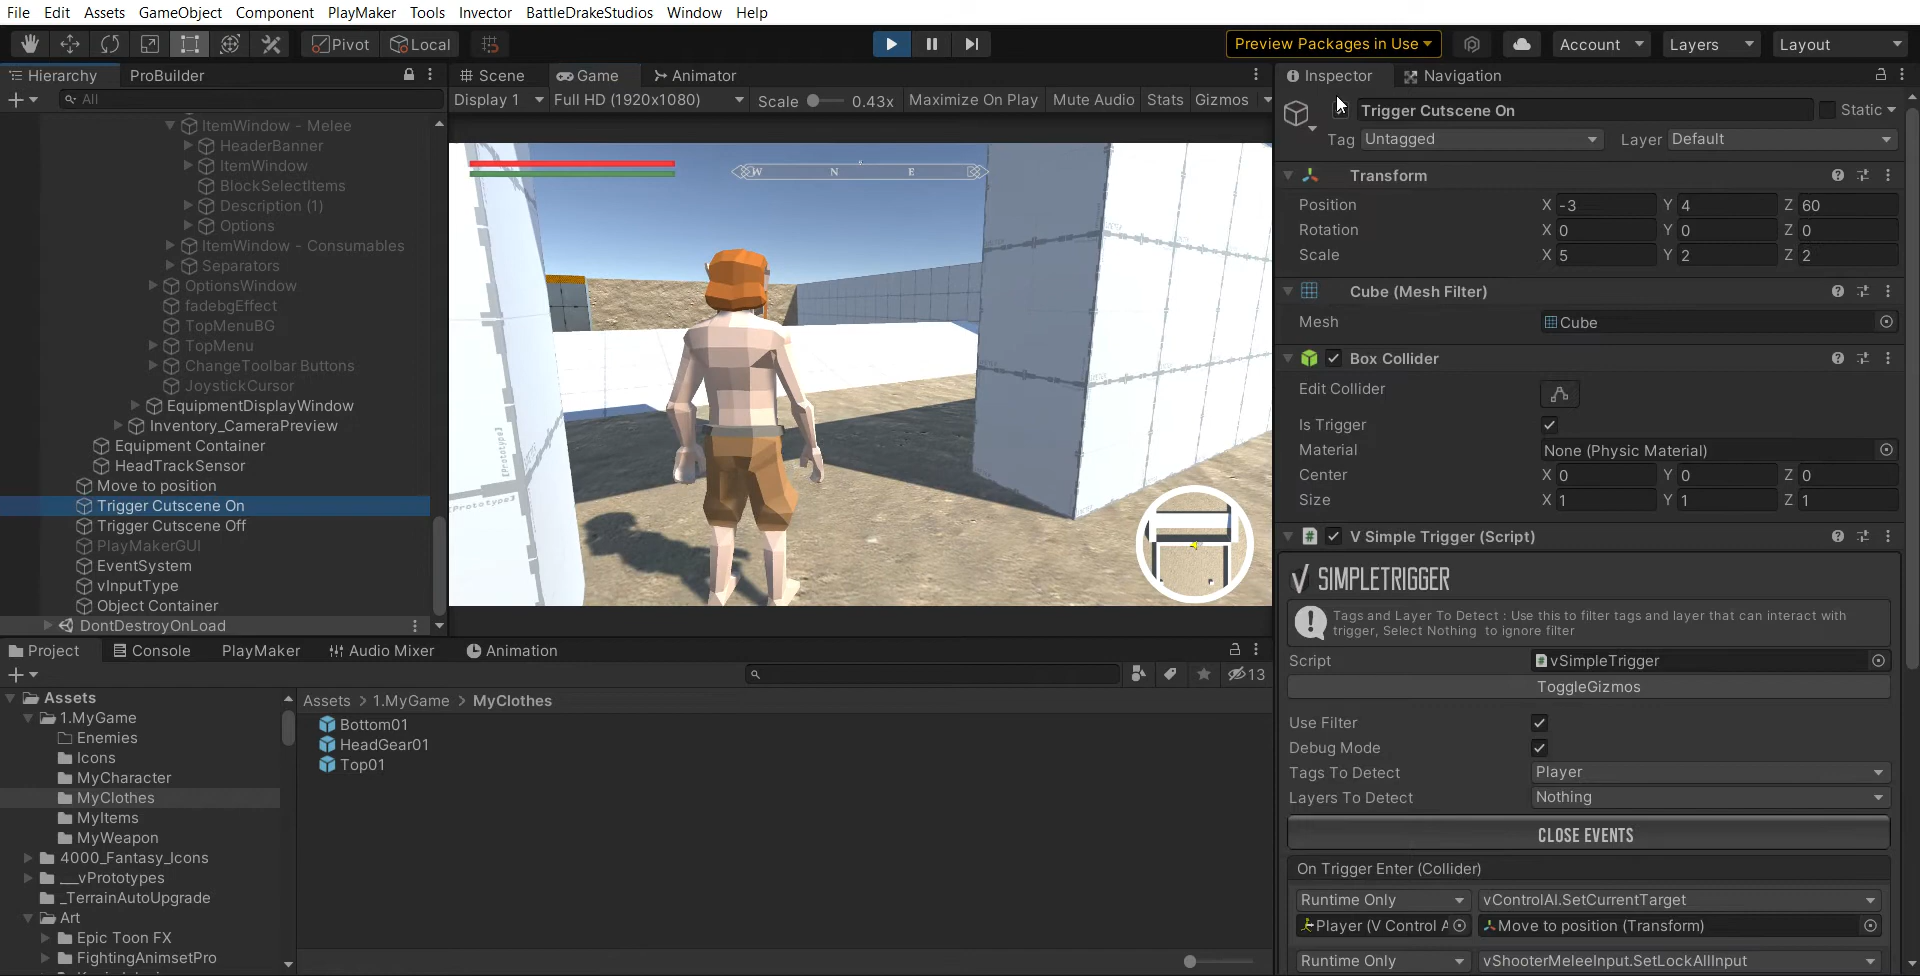 File Edit Assets GameObject Component PlayMaker Tools Invector BattleDrakeStudios Window Help
Pivot Local Preview Packages in Use Account Layers Layout
Hierarchy ProBuilder
All
ItemWindow - Melee
HeaderBanner
ItemWindow
BlockSelectItems
Description (1)
Options
ItemWindow - Consumables
Separators
OptionsWindow
fadebgEffect
TopMenuBG
TopMenu
ChangeToolbar Buttons
JoystickCursor
EquipmentDisplayWindow
Inventory_CameraPreview
Equipment Container
HeadTrackSensor
Move to position
Trigger Cutscene On
Trigger Cutscene Off
PlayMakerGUI
EventSystem
vInputType
Object Container
DontDestroyOnLoad
Scene Game Animator
Display 1 Full HD (1920x1080) Scale 0.43x Maximize On Play Mute Audio Stats Gizmos
W N E
[Prototype]
Inspector Navigation
Trigger Cutscene On Static
Tag Untagged Layer Default
Transform
Position X -3 Y 4 Z 60
Rotation X 0 Y 0 Z 0
Scale X 5 Y 2 Z 2
Cube (Mesh Filter)
Mesh Cube
Box Collider
Edit Collider
Is Trigger
Material None (Physic Material)
Center X 0 Y 0 Z 0
Size X 1 Y 1 Z 1
# V Simple Trigger (Script)
SIMPLETRIGGER
Tags and Layer To Detect : Use this to filter tags and layer that can interact with
trigger, Select Nothing to ignore filter
Script vSimpleTrigger
ToggleGizmos
Use Filter
Debug Mode
Tags To Detect Player
Layers To Detect Nothing
CLOSE EVENTS
On Trigger Enter (Collider)
Runtime Only vControlAI.SetCurrentTarget
Player (V Control A Move to position (Transform)
Runtime Only vShooterMeleeInput.SetLockAllInput
Project Console PlayMaker Audio Mixer Animation
13
Assets
1.MyGame
Enemies
Icons
MyCharacter
MyClothes
MyItems
MyWeapon
4000_Fantasy_Icons
__vPrototypes
_TerrainAutoUpgrade
Art
Epic Toon FX
FightingAnimsetPro
Assets > 1.MyGame > MyClothes
Bottom01
HeadGear01
Top01